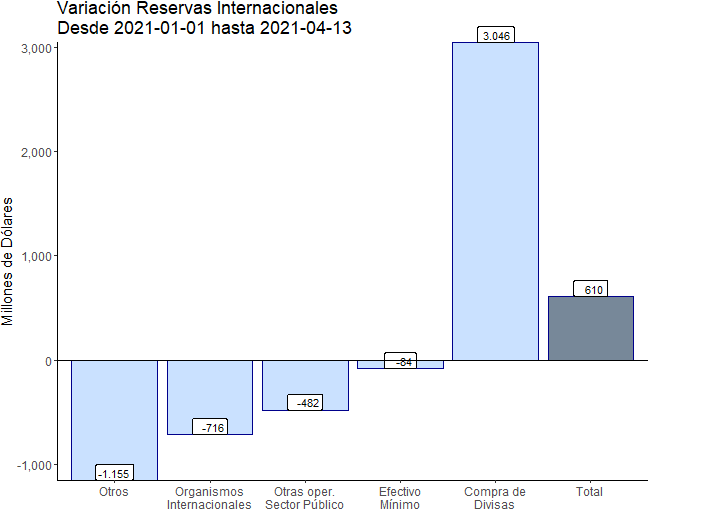 Variación Reservas Internacionales
Desde 2021-01-01 hasta 2021-04-13
Millones de Dólares
3,000
2,000
1,000
0
-1,000
-1.155
-716
-482
-84
3.046
610
Otros
Organismos
Internacionales
Otras oper.
Sector Público
Efectivo
Mínimo
Compra de
Divisas
Total